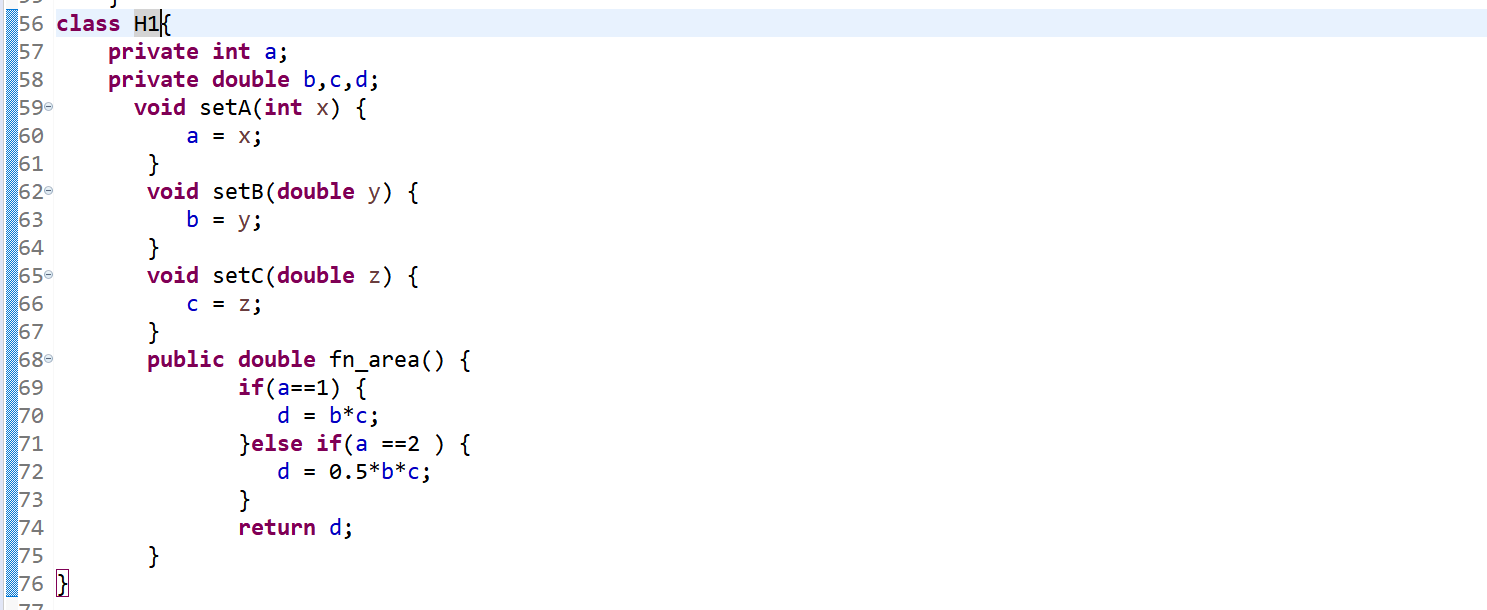 55 }
56 class H1{
57     private int a;
58     private double b,c,d;
59       void setA(int x) {
60           a = x;
61        }
62        void setB(double y) {
63           b = y;
64        }
65        void setC(double z) {
66           c = z;
67        }
68        public double fn_area() {
69               if(a==1) {
70                  d = b*c;
71               }else if(a ==2 ) {
72                  d = 0.5*b*c;
73               }
74               return d;
75        }
76 }
77